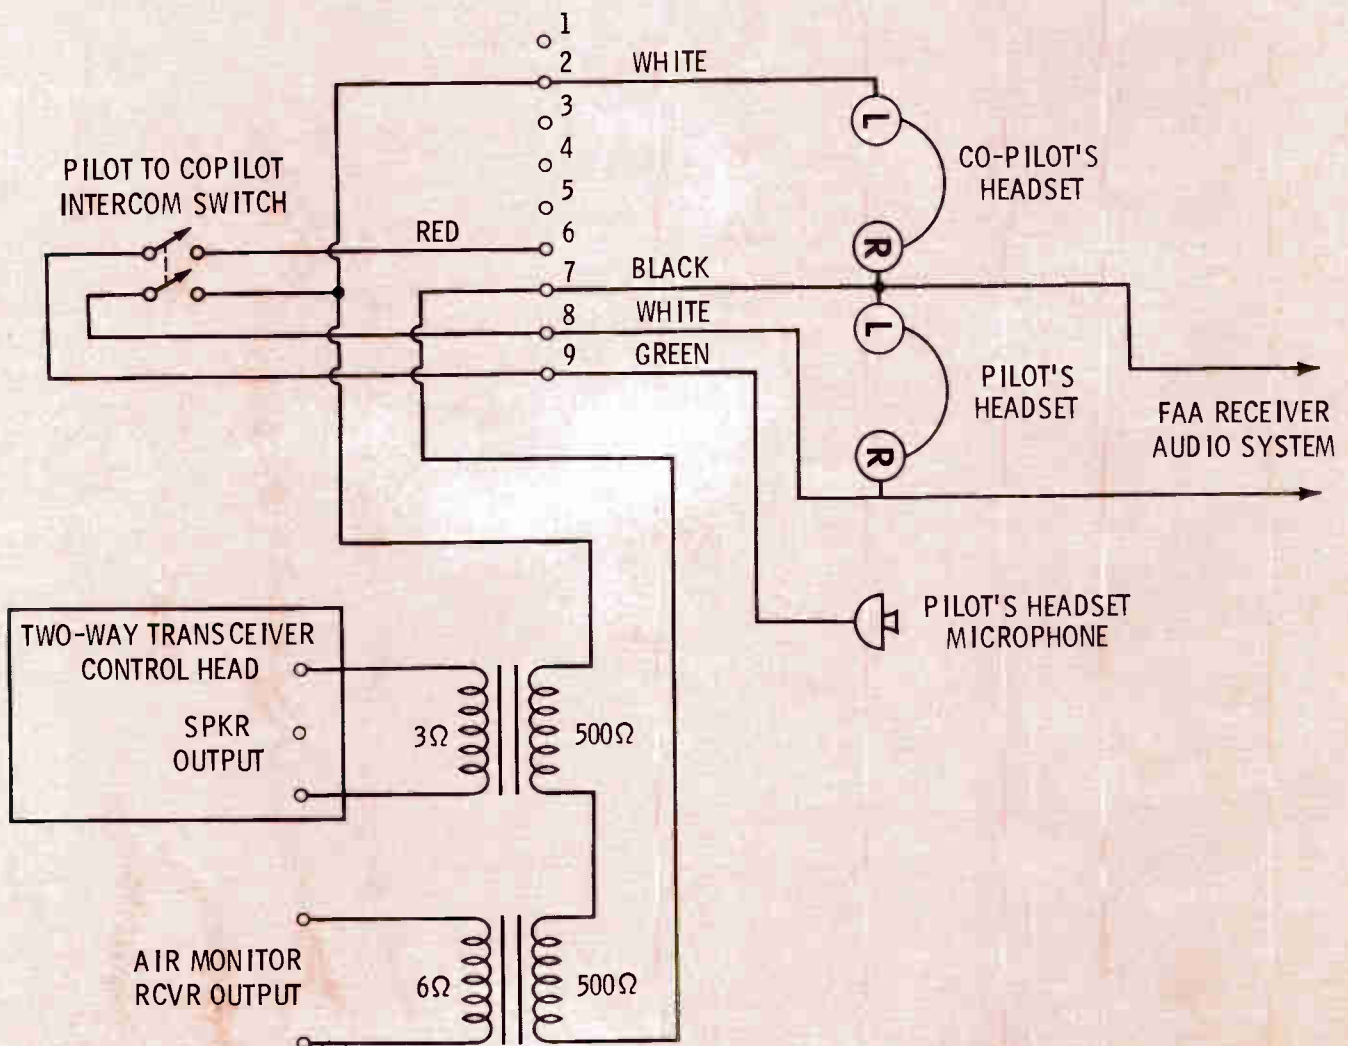 1
2
WHITE
3
4
5
PILOT TO COPILOT
INTERCOM SWITCH
L
CO-PILOT'S
HEADSET
R
RED
6
7
BLACK
8
WHITE
9
GREEN
L
PILOT'S
HEADSET
R
FAA RECEIVER
AUDIO SYSTEM
PILOT'S HEADSET
MICROPHONE
TWO-WAY TRANSCEIVER
CONTROL HEAD
SPKR
OUTPUT
3Ω
500Ω
AIR MONITOR
RCVR OUTPUT
6Ω
500Ω